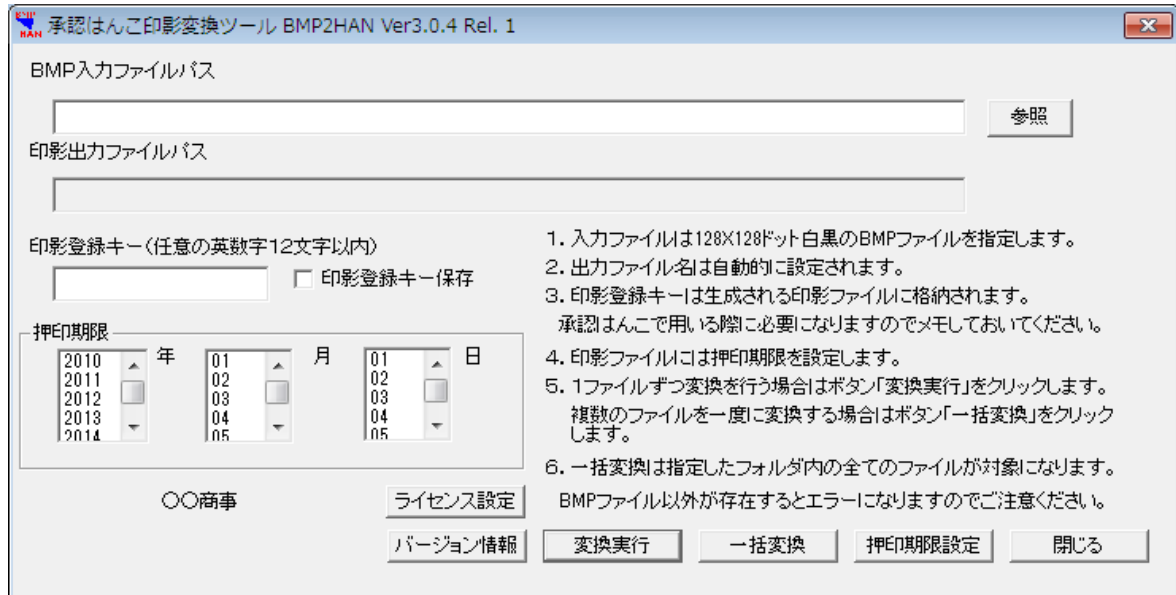 BMP HAN 承認はんこ印影変換ツール BMP2HAN Ver3.0.4 Rel. 1
BMP入力ファイルパス
参照
印影出力ファイルパス
印影登録キー(任意の英数字12文字以内)
印影登録キー保存
押印期限
2010
2011
2012
2013
2014
年
01
02
03
04
05
月
01
02
03
04
05
日
〇〇商事
ライセンス設定
バージョン情報
1. 入力ファイルは128X128ドット白黒のBMPファイルを指定します。
2. 出力ファイル名は自動的に設定されます。
3. 印影登録キーは生成される印影ファイルに格納されます。
承認はんこで用いる際に必要になりますのでメモしておいてください。
4. 印影ファイルには押印期限を設定します。
5. 1ファイルずつ変換を行う場合はボタン「変換実行」をクリックします。
複数のファイルを一度に変換する場合はボタン「一括変換」をクリック
します。
6. 一括変換は指定したフォルダ内の全てのファイルが対象になります。
BMPファイル以外が存在するとエラーになりますのでご注意ください。
変換実行
一括変換
押印期限設定
閉じる